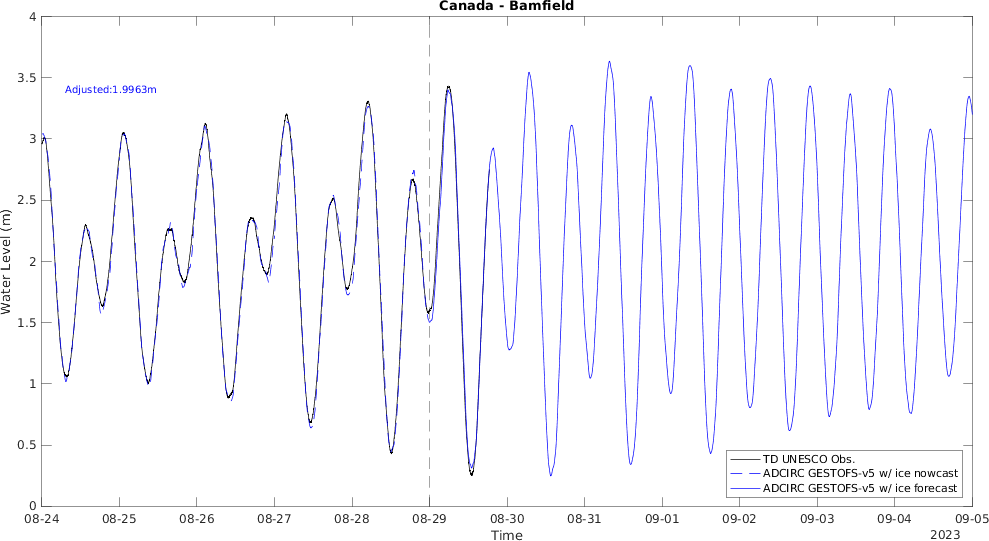 Canada - Bamfield
4
3.5
3
2.5
2
1.5
1
0.5
0
Water Level (m)
Adjusted:1.9963m
TD UNESCO Obs.
ADCIRC GESTOFS-v5 w/ ice nowcast
ADCIRC GESTOFS-v5 w/ ice forecast
08-24 08-25 08-26 08-27 08-28 08-29 08-30 08-31 09-01 09-02 09-03 09-04 09-05
Time
2023